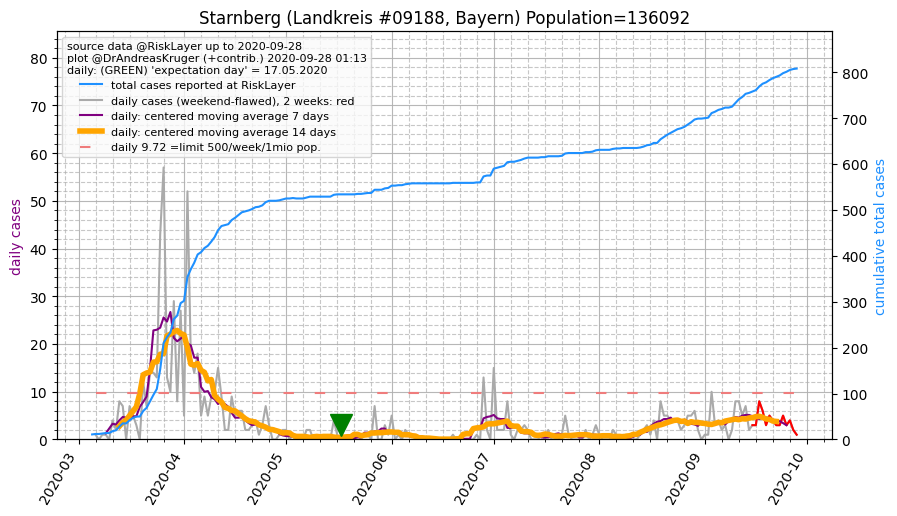 Starnberg (Landkreis #09188, Bayern) Population=136092
source data @RiskLayer up to 2020-09-28
plot @DrAndreasKruger (+contrib.) 2020-09-28 01:13
daily: (GREEN) 'expectation day' = 17.05.2020
total cases reported at RiskLayer
daily cases (weekend-flawed), 2 weeks: red
daily: centered moving average 7 days
daily: centered moving average 14 days
daily 9.72 =limit 500/week/1mio pop.
daily cases
80
70
60
50
40
30
20
10
0
cumulative total cases
800
700
600
500
400
300
200
100
0
2020-03
2020-04
2020-05
2020-06
2020-07
2020-08
2020-09
2020-10